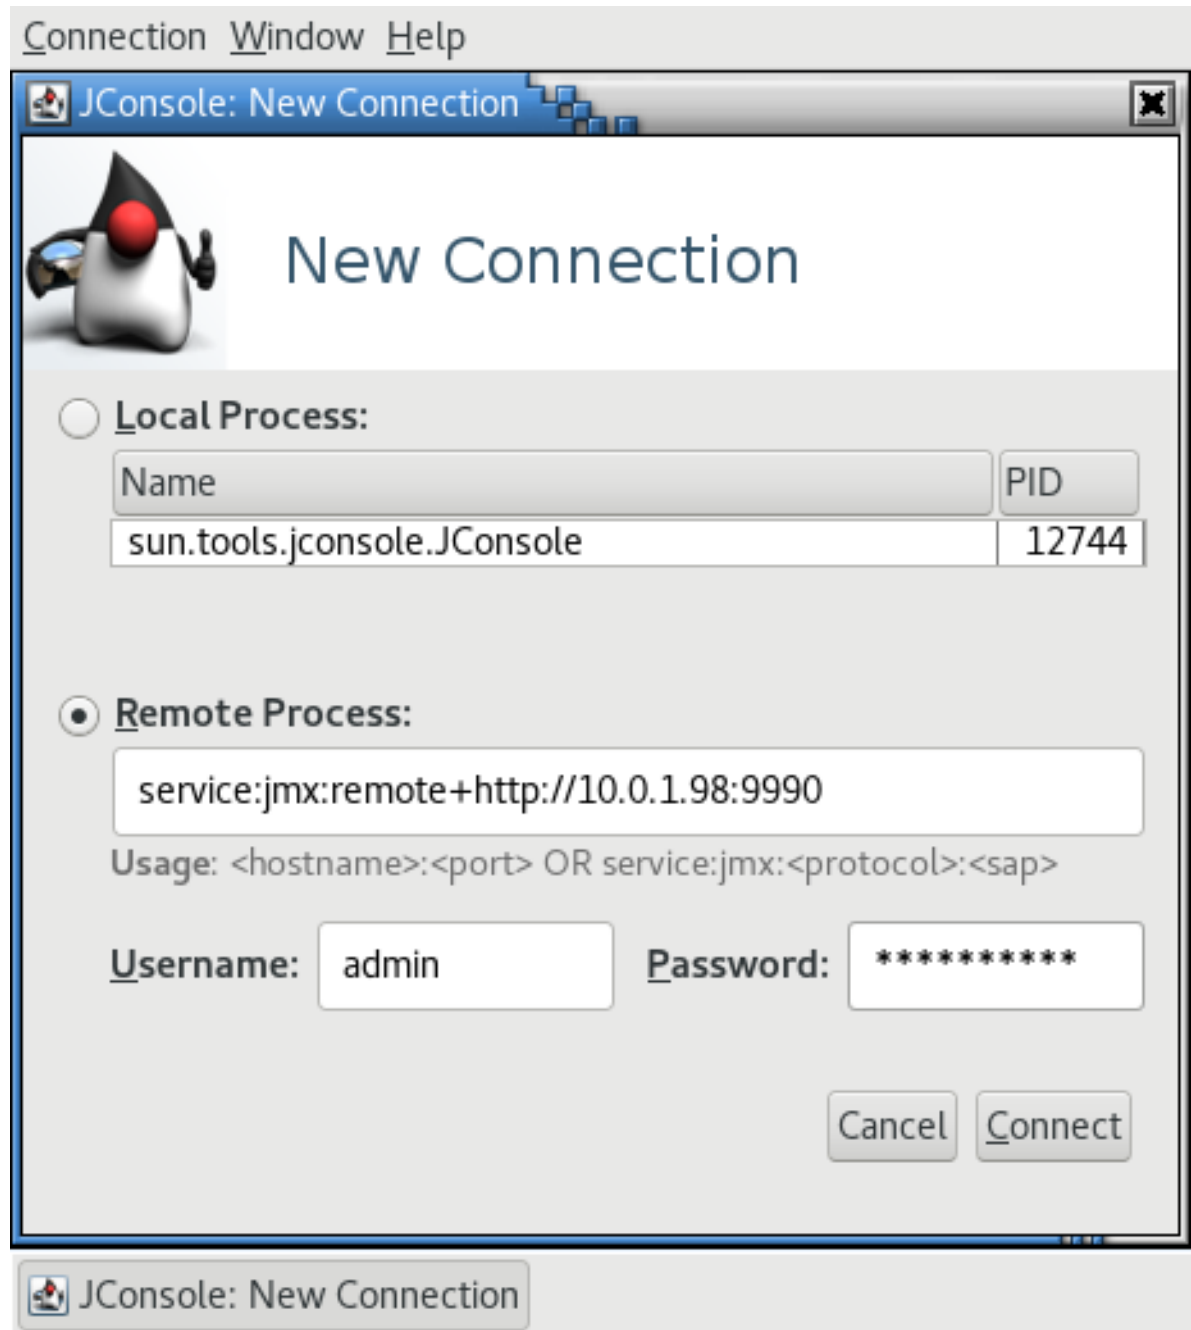 Connection Window Help
JConsole: New Connection
New Connection
Local Process:
Name PID
sun.tools.jconsole.JConsole 12744
Remote Process:
service:jmx:remote+http://10.0.1.98:9990
Usage: <hostname>:<port> OR service:jmx:<protocol>:<sap>
Username: admin Password: **********
Cancel Connect
JConsole: New Connection